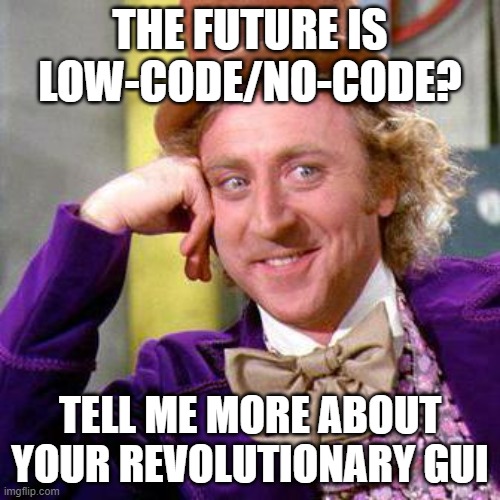 THE FUTURE IS
LOW-CODE/NO-CODE?
TELL ME MORE ABOUT
YOUR REVOLUTIONARY GUI
imgflip.com